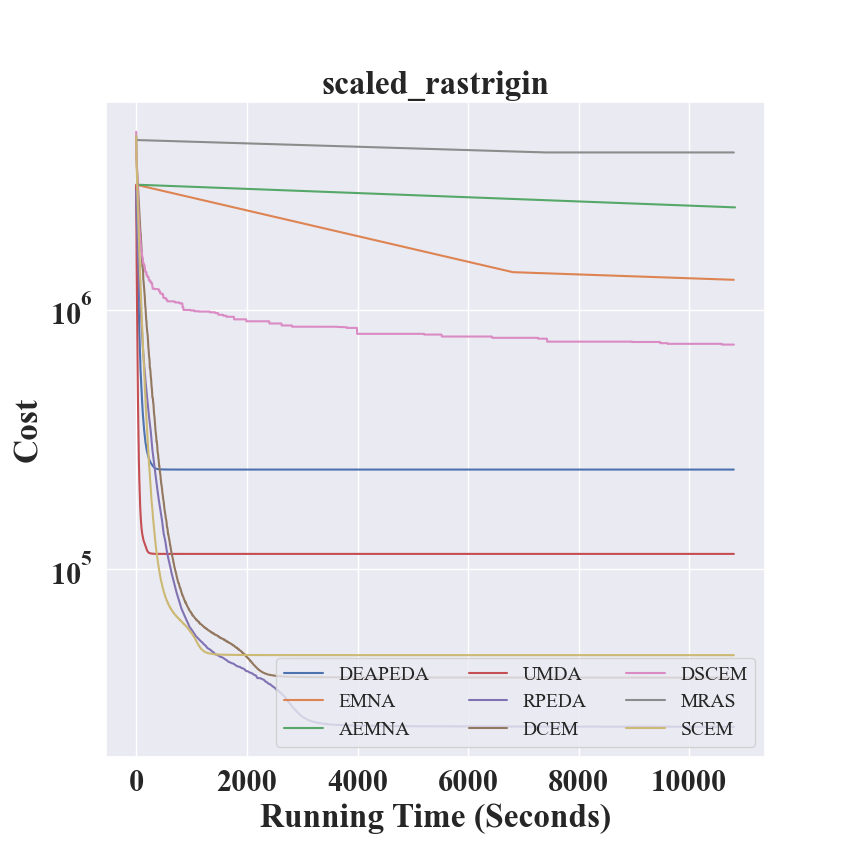 scaled_rastrigin
Cost
10^6
10^5
DEAPEDA UMDA DSCEM
EMNA RPEDA MRAS
AEMNA DCEM SCEM
0 2000 4000 6000 8000 10000
Running Time (Seconds)